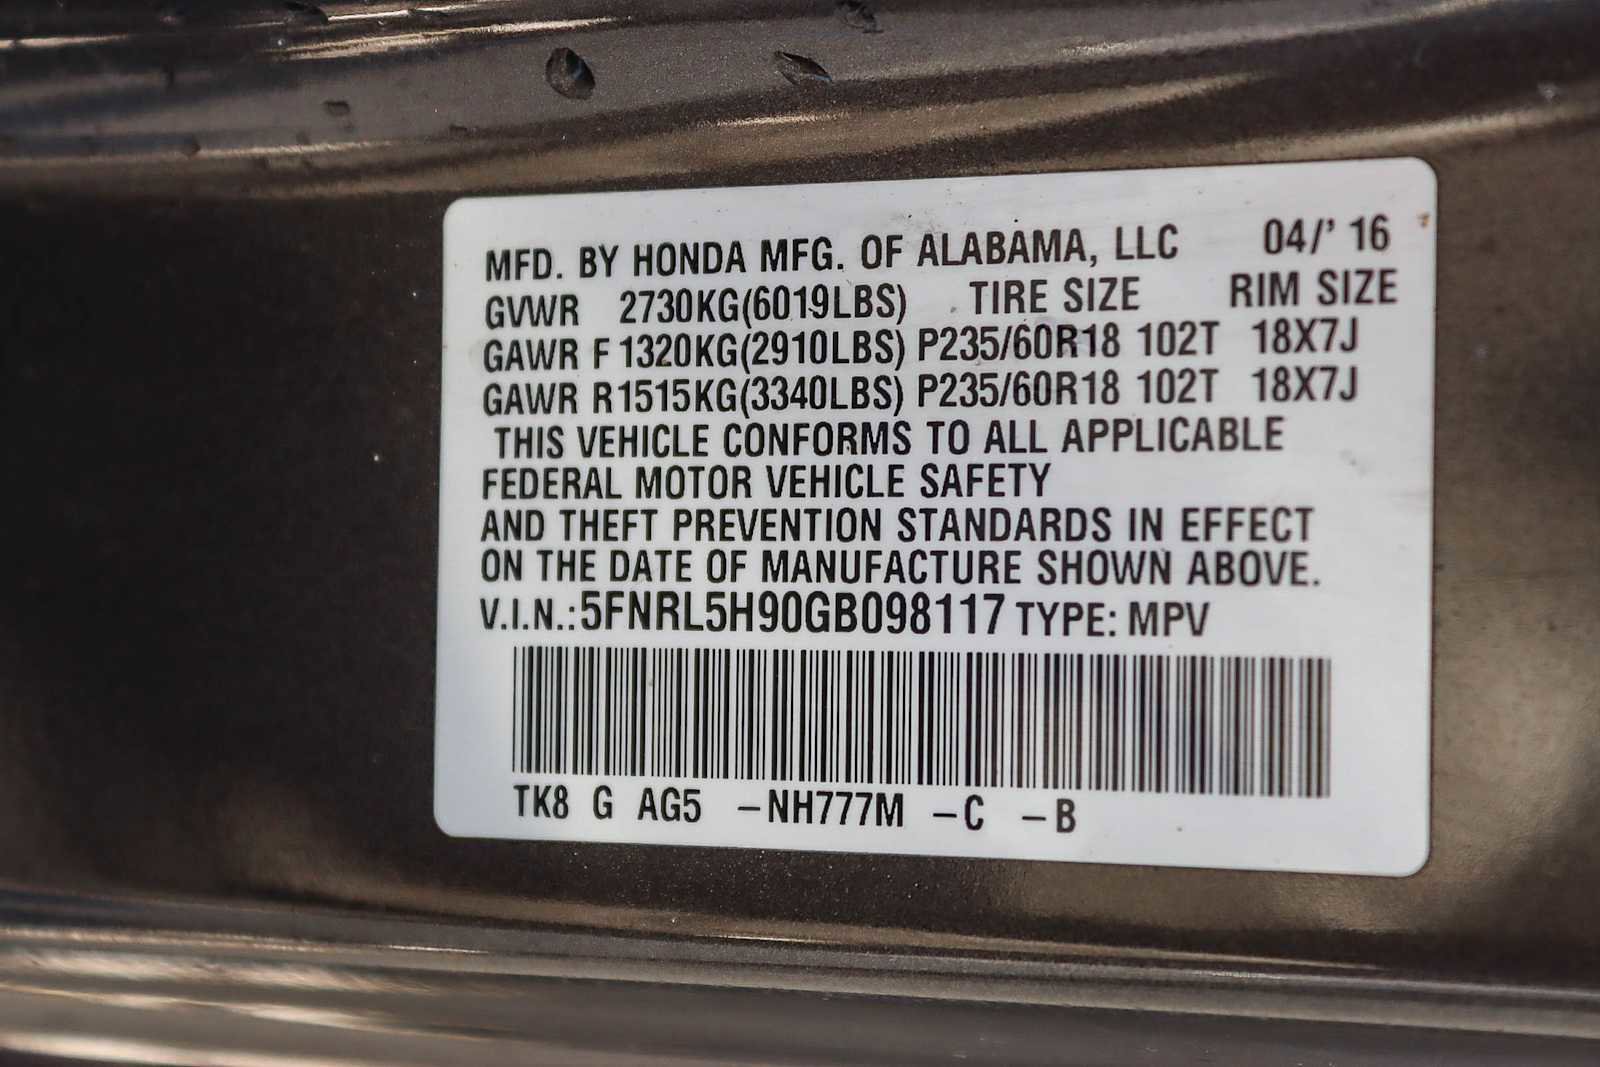 MFD. BY HONDA MFG. OF ALABAMA, LLC 04/' 16
GVWR 2730KG(6019LBS) TIRE SIZE RIM SIZE
GAWR F 1320KG(2910LBS) P235/60R18 102T 18X7J
GAWR R1515KG(3340LBS) P235/60R18 102T 18X7J
THIS VEHICLE CONFORMS TO ALL APPLICABLE
FEDERAL MOTOR VEHICLE SAFETY
AND THEFT PREVENTION STANDARDS IN EFFECT
ON THE DATE OF MANUFACTURE SHOWN ABOVE.
V.I.N.:5FNRL5H90GB098117 TYPE: MPV
TK8 G AG5 -NH777M -C -B